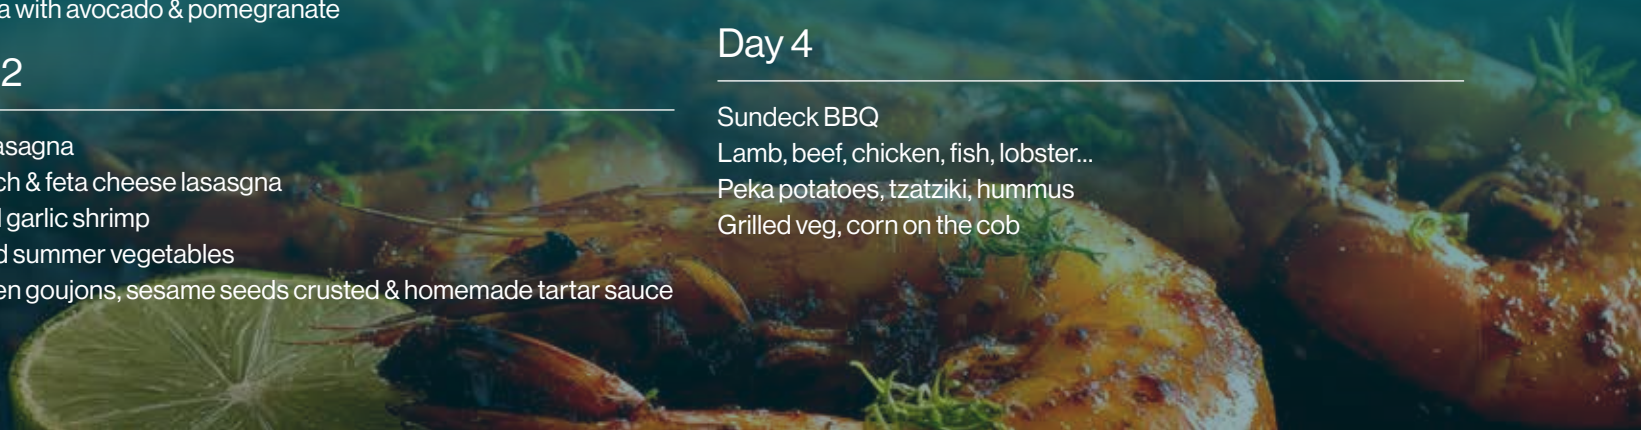 a with avocado & pomegranate
2
asagna
ch & feta cheese lasasgna
garlic shrimp
d summer vegetables
en goujons, sesame seeds crusted & homemade tartar sauce
Day 4
Sundeck BBQ
Lamb, beef, chicken, fish, lobster...
Peka potatoes, tzatziki, hummus
Grilled veg, corn on the cob